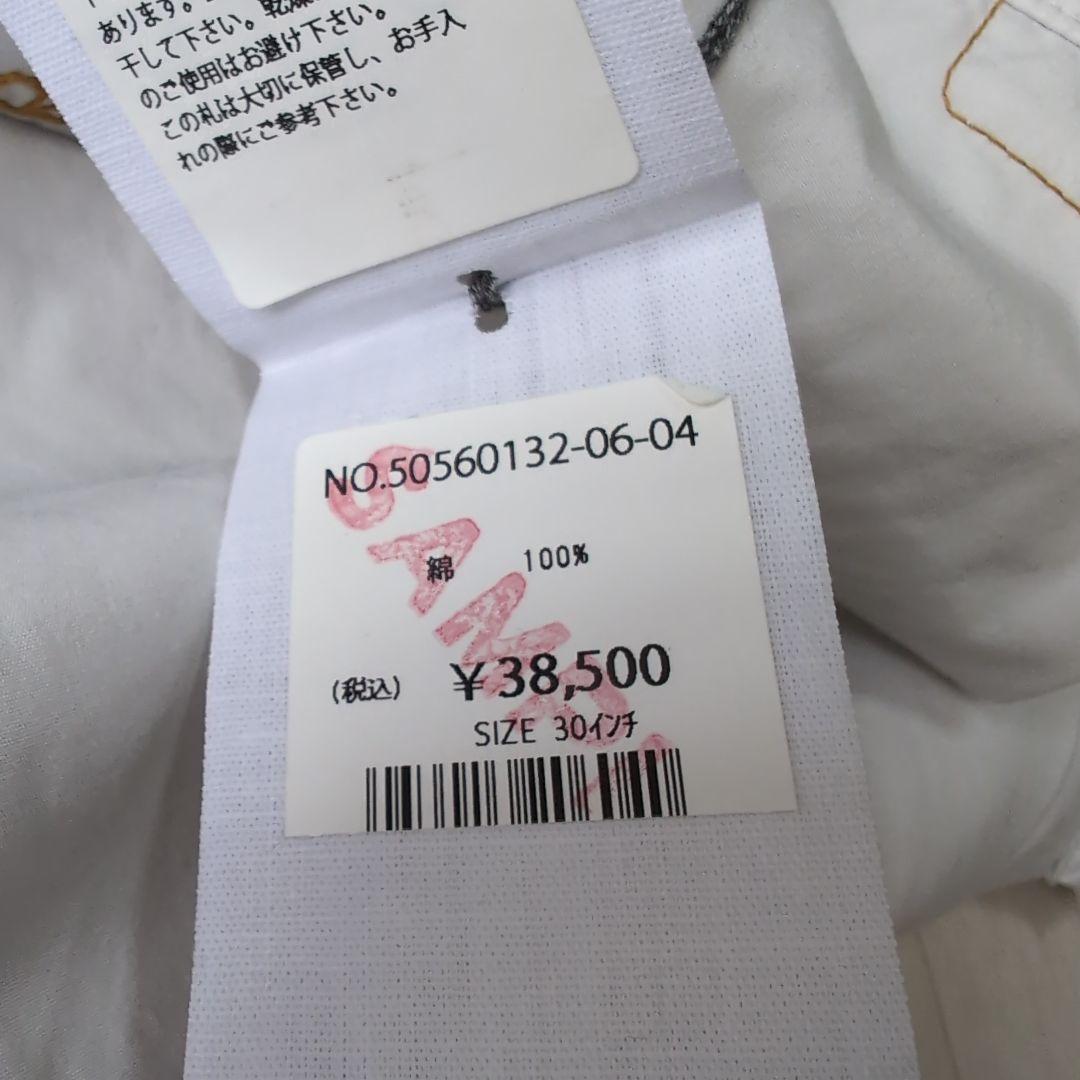 あります。
干して下さい。乾燥
のご使用はお避け下さい。
この札は大切に保管し、お手入
れの際にご参考下さい。
NO.50560132-06-04
綿 100%
(税込) ¥38,500
SIZE 30インチ
SAMPLE